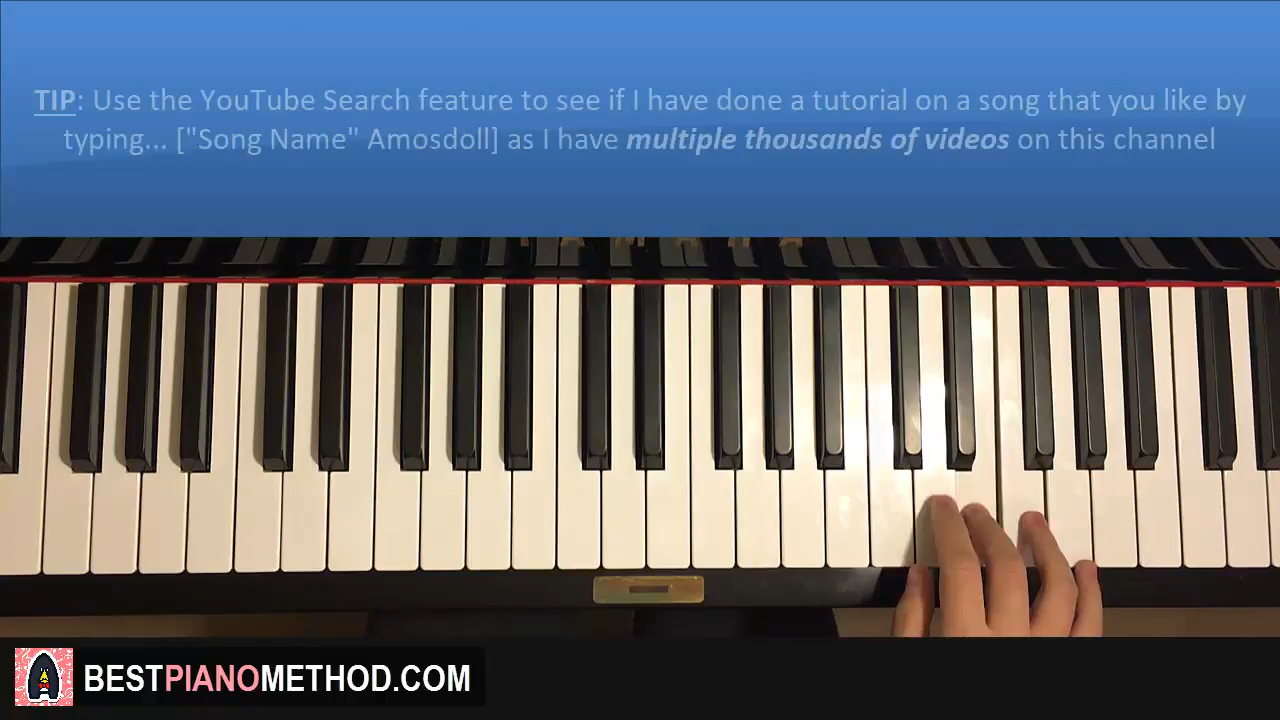 TIP: Use the YouTube Search feature to see if I have done a tutorial on a song that you like by
typing... ["Song Name" Amosdoll] as I have multiple thousands of videos on this channel
BESTPIANOMETHOD.COM